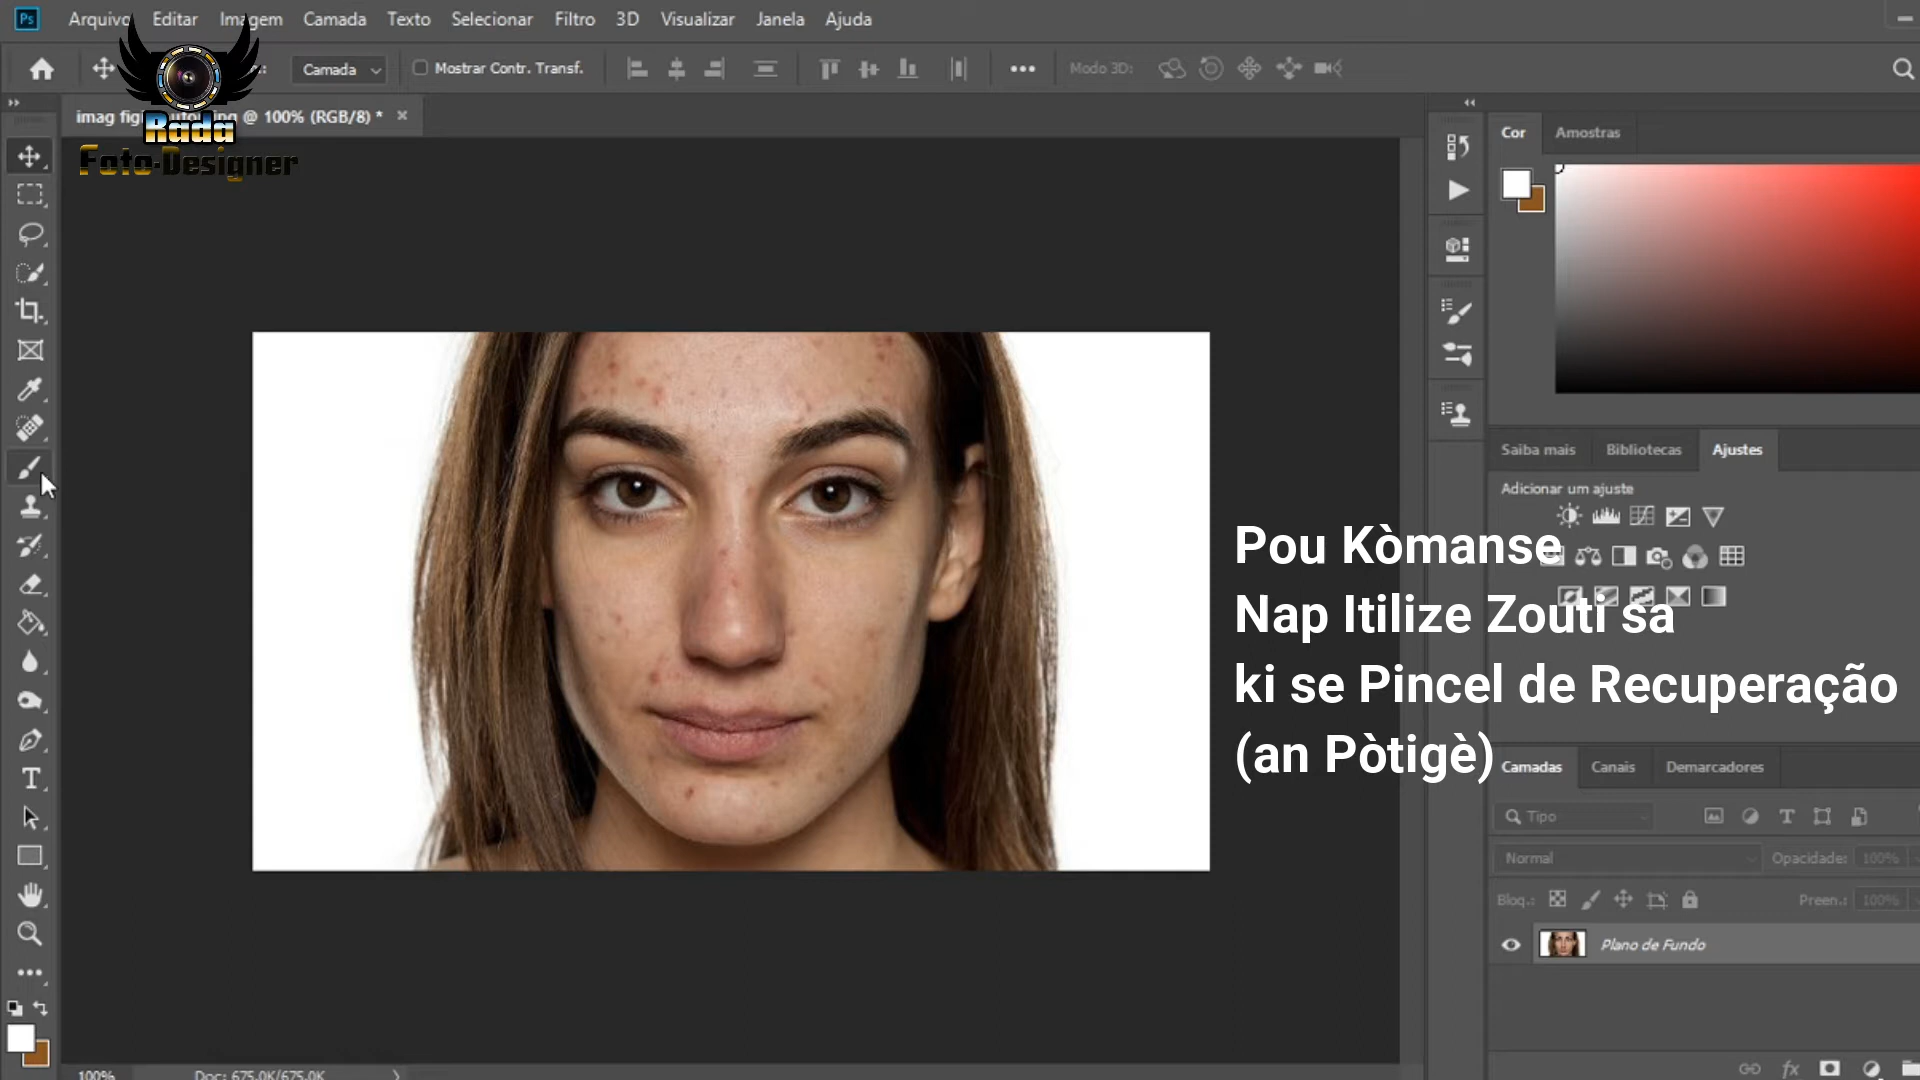 Ps
Arquivo Editar Imagem Camada Texto Selecionar Filtro 3D Visualizar Janela Ajuda
Camada Mostrar Contr. Transf. Modo 3D:
@ 100% (RGB/8) *
Rada
Foto-Designer
Cor Amostras
Saiba mais Bibliotecas Ajustes
Adicionar um ajuste
Pou Kòmanse
Nap Itilize Zouti sa
ki se Pincel de Recuperação
(an Pòtigè)
Camadas Canais Demarcadores
Tipo
Normal Opacidade: 100%
Bloq.: Preen.: 100%
Plano de Fundo
fx
100% Doc: 675,0K/675,0K